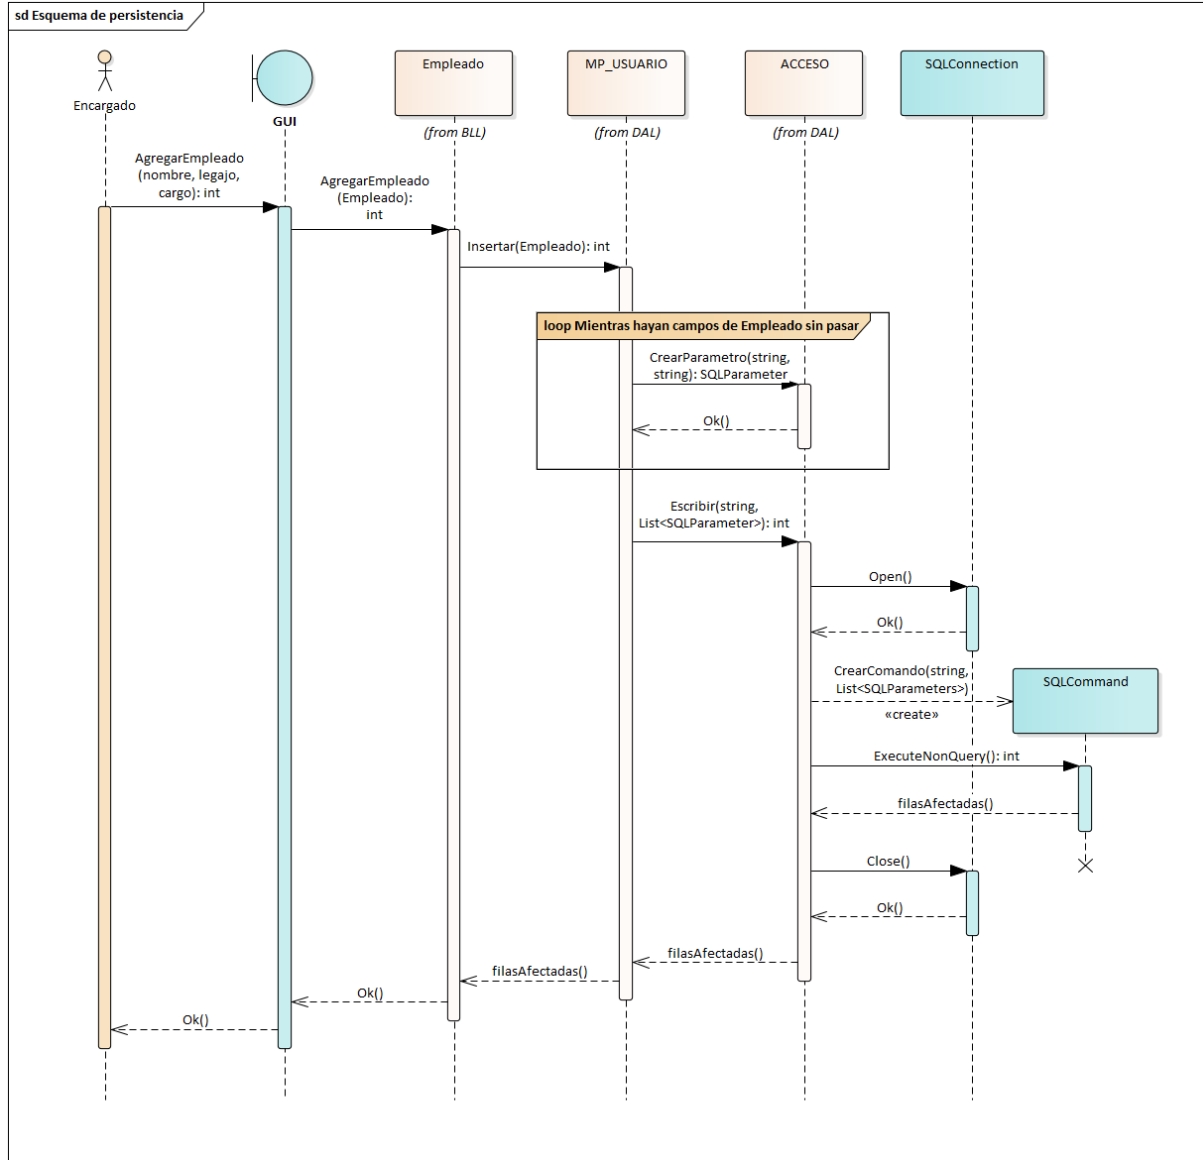 sd Esquema de persistencia
Encargado
GUI
Empleado
(from BLL)
MP_USUARIO
(from DAL)
ACCESO
(from DAL)
SQLConnection
AgregarEmpleado
(nombre, legajo,
cargo): int
AgregarEmpleado
(Empleado):
int
Insertar(Empleado): int
loop Mientras hayan campos de Empleado sin pasar
CrearParametro(string,
string): SQLParameter
Ok()
Escribir(string,
List<SQLParameter>): int
Open()
Ok()
CrearComando(string,
List<SQLParameters>)
«create»
SQLCommand
ExecuteNonQuery(): int
filasAfectadas()
Close()
Ok()
filasAfectadas()
filasAfectadas()
Ok()
Ok()